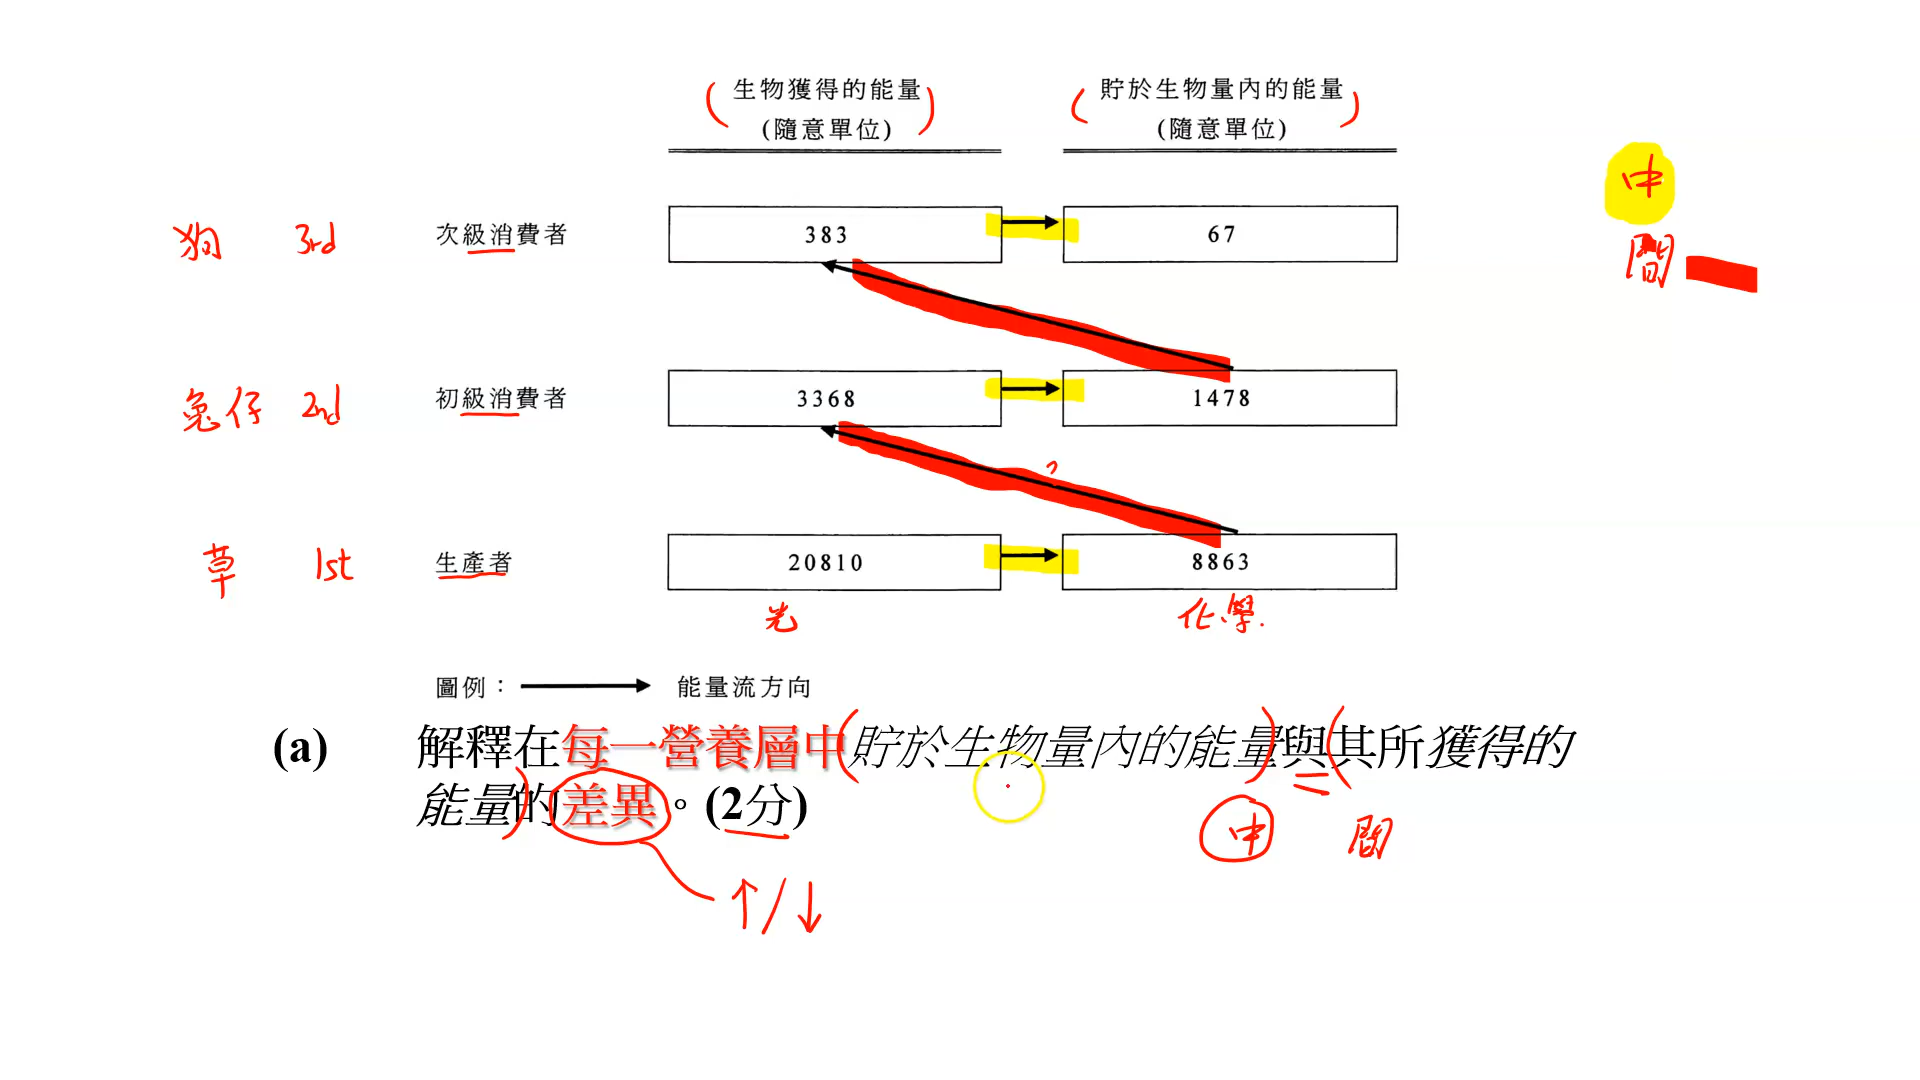 生物獲得的能量 貯於生物量內的能量
(隨意單位) (隨意單位)
中
間
狗 3rd 次級消費者 383 67
兔仔 2nd 初級消費者 3368 1478
草 1st 生產者 20810 8863
光 化學
圖例： 能量流方向
(a) 解釋在每一營養層中貯於生物量內的能量與其所獲得的
能量的差異。(2分)
中 間
↑/↓